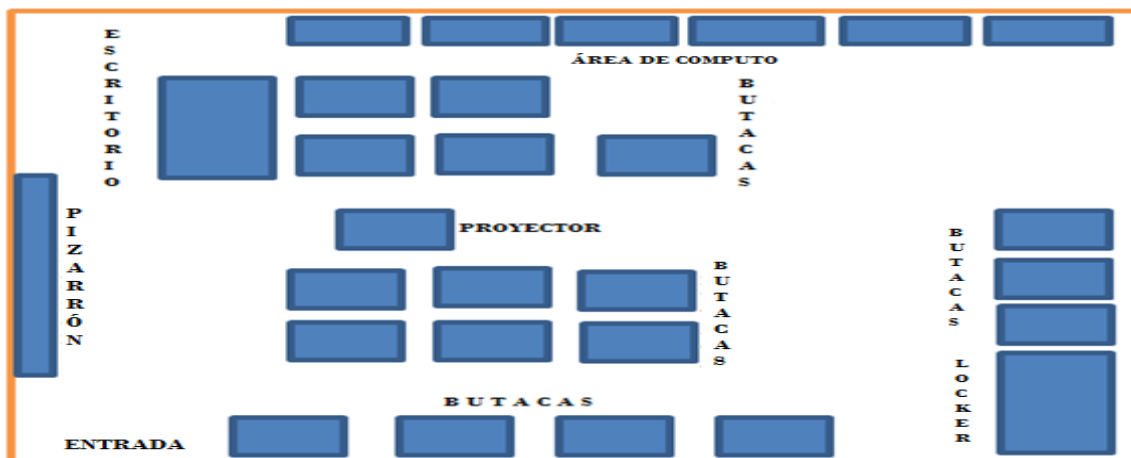 ESCRITORIO
ÁREA DE COMPUTO
BUTACAS
PIZARRÓN
PROYECTOR
BUTACAS
BUTACAS
LOCKER
BUTACAS
ENTRADA